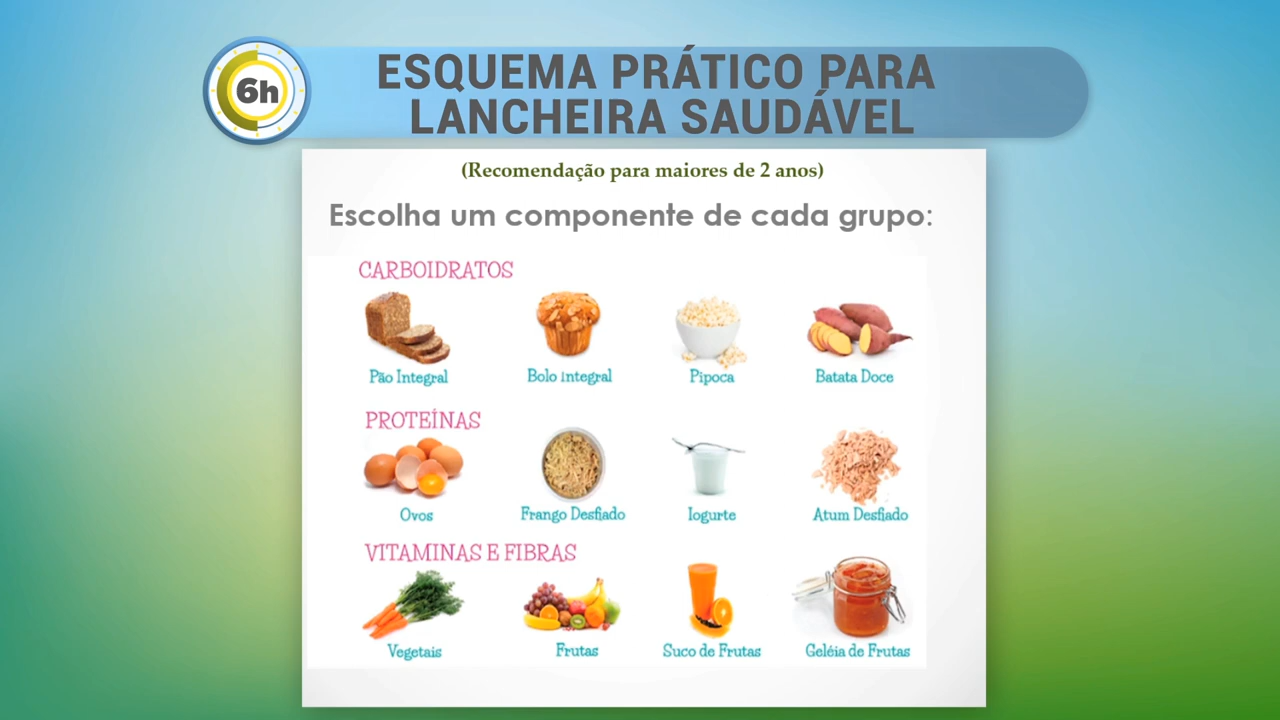 6h
ESQUEMA PRÁTICO PARA
LANCHEIRA SAUDÁVEL
(Recomendação para maiores de 2 anos)
Escolha um componente de cada grupo:
CARBOIDRATOS
Pão Integral
Bolo integral
Pipoca
Batata Doce
PROTEÍNAS
Ovos
Frango Desfiado
Iogurte
Atum Desfiado
VITAMINAS E FIBRAS
Vegetais
Frutas
Suco de Frutas
Geléia de Frutas